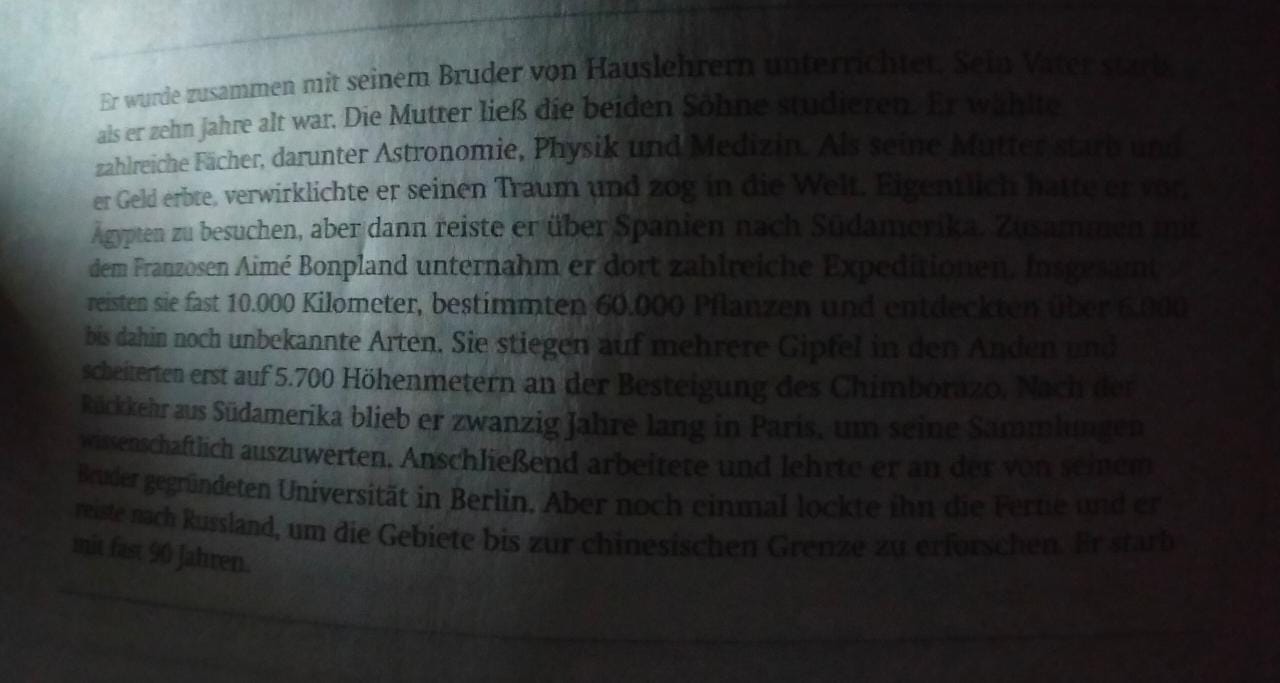 Er wurde zusammen mit seinem Bruder von Hauslehrern unterrichtet. Sein Vater starb,
als er zehn Jahre alt war. Die Mutter ließ die beiden Söhne studieren. Er wählte
zahlreiche Fächer, darunter Astronomie, Physik und Medizin. Als seine Mutter starb und
er Geld erbte, verwirklichte er seinen Traum und zog in die Welt. Eigentlich hatte er vor,
Ägypten zu besuchen, aber dann reiste er über Spanien nach Südamerika. Zusammen mit
dem Franzosen Aimé Bonpland unternahm er dort zahlreiche Expeditionen. Insgesamt
reisten sie fast 10.000 Kilometer, bestimmten 60.000 Pflanzen und entdeckten über 6.000
bis dahin noch unbekannte Arten. Sie stiegen auf mehrere Gipfel in den Anden und
scheiterten erst auf 5.700 Höhenmetern an der Besteigung des Chimborazo. Nach der
Rückkehr aus Südamerika blieb er zwanzig Jahre lang in Paris, um seine Sammlungen
wissenschaftlich auszuwerten. Anschließend arbeitete und lehrte er an der von seinem
Bruder gegründeten Universität in Berlin. Aber noch einmal lockte ihn die Ferne und er
reiste nach Russland, um die Gebiete bis zur chinesischen Grenze zu erforschen. Er starb
mit fast 90 Jahren.